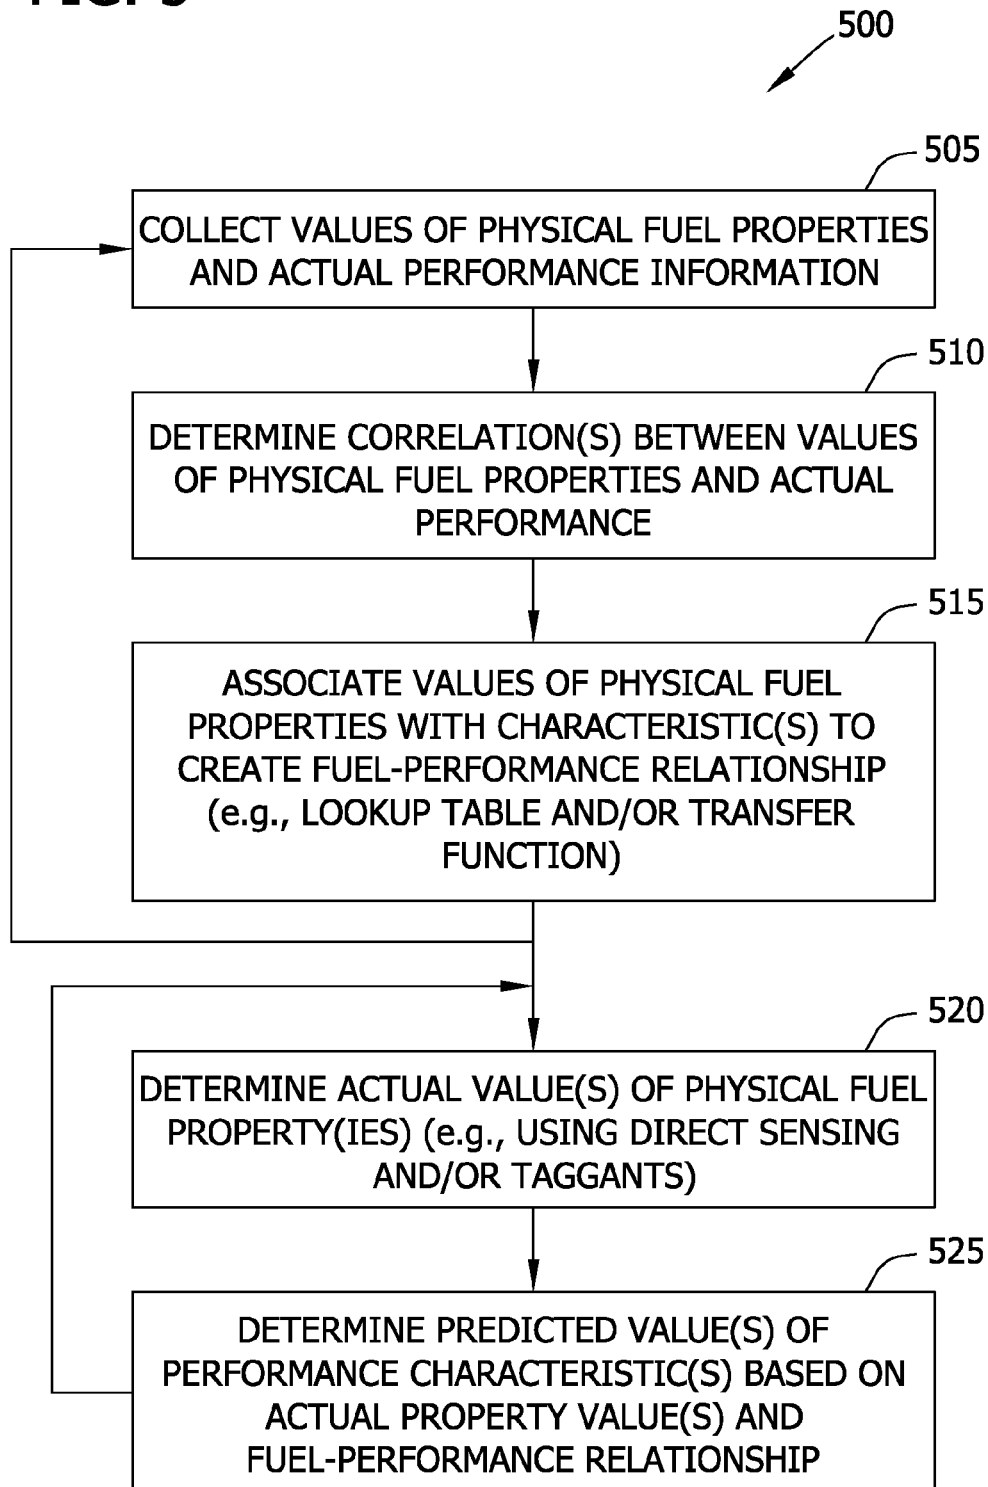 500
505
COLLECT VALUES OF PHYSICAL FUEL PROPERTIES
AND ACTUAL PERFORMANCE INFORMATION
510
DETERMINE CORRELATION(S) BETWEEN VALUES
OF PHYSICAL FUEL PROPERTIES AND ACTUAL
PERFORMANCE
515
ASSOCIATE VALUES OF PHYSICAL FUEL
PROPERTIES WITH CHARACTERISTIC(S) TO
CREATE FUEL-PERFORMANCE RELATIONSHIP
(e.g., LOOKUP TABLE AND/OR TRANSFER
FUNCTION)
520
DETERMINE ACTUAL VALUE(S) OF PHYSICAL FUEL
PROPERTY(IES) (e.g., USING DIRECT SENSING
AND/OR TAGGANTS)
525
DETERMINE PREDICTED VALUE(S) OF
PERFORMANCE CHARACTERISTIC(S) BASED ON
ACTUAL PROPERTY VALUE(S) AND
FUEL-PERFORMANCE RELATIONSHIP